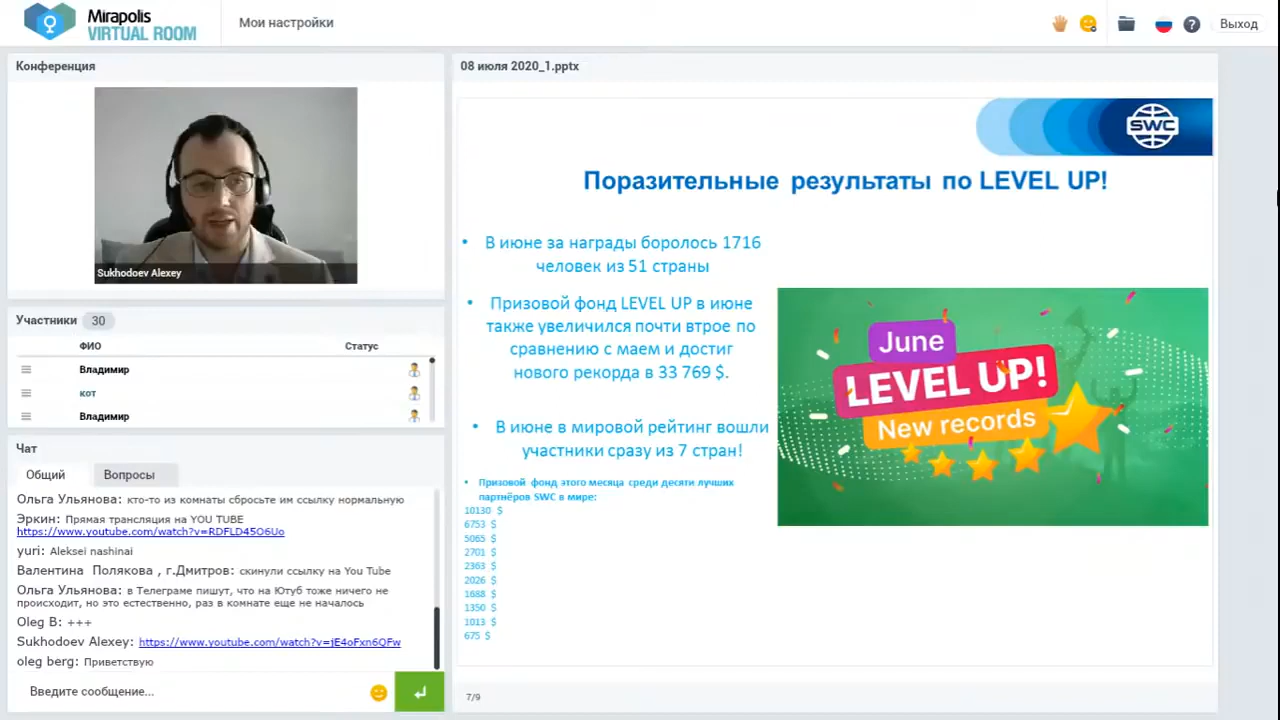 Mirapolis
VIRTUAL ROOM
Мои настройки
Выход
Конференция
Sukhodoev Alexey
Участники 30
ФИО Статус
Владимир
кот
Владимир
Чат
Общий Вопросы
Ольга Ульянова: кто-то из комнаты сбросьте им ссылку нормальную
Эркин: Прямая трансляция на YOU TUBE
https://www.youtube.com/watch?v=RDFLD45O6Uo
yuri: Aleksei nashinai
Валентина Полякова , г.Дмитров: скинули ссылку на You Tube
Ольга Ульянова: в Телеграме пишут, что на Ютуб тоже ничего не
происходит, но это естественно, раз в комнате еще не началось
Oleg B: +++
Sukhodoev Alexey: https://www.youtube.com/watch?v=jE4oFxn6QFw
oleg berg: Приветствую
Введите сообщение...
08 июля 2020_1.pptx
SWC
Поразительные результаты по LEVEL UP!
• В июне за награды боролось 1716
человек из 51 страны
• Призовой фонд LEVEL UP в июне
также увеличился почти втрое по
сравнению с маем и достиг
нового рекорда в 33 769 $.
• В июне в мировой рейтинг вошли
участники сразу из 7 стран!
• Призовой фонд этого месяца среди десяти лучших
партнёров SWC в мире:
10130 $
6753 $
5065 $
2701 $
2363 $
2026 $
1688 $
1350 $
1013 $
675 $
June
LEVEL UP!
New records
7/9